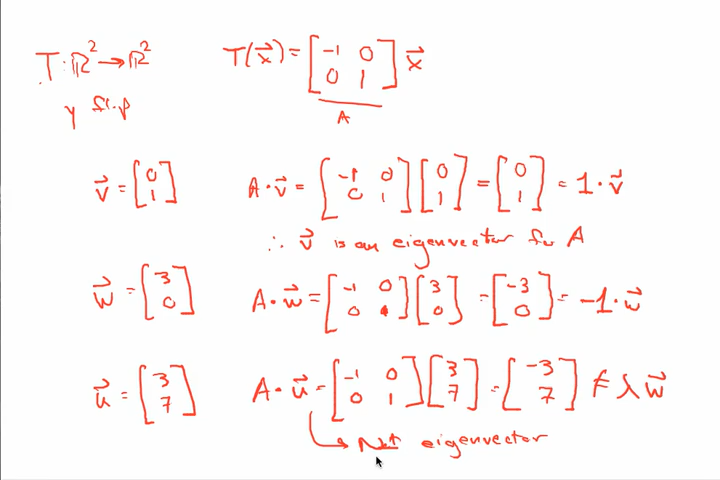 T: ℝ² → ℝ² T(x⃗) = [-1 0; 0 1] x⃗
y flip A
v⃗ = [0; 1] A·v⃗ = [-1 0; 0 1] [0; 1] = [0; 1] = 1·v⃗
∴ v⃗ is an eigenvector for A
w⃗ = [3; 0] A·w⃗ = [-1 0; 0 1] [3; 0] = [-3; 0] = -1·w⃗
u⃗ = [3; 7] A·u⃗ = [-1 0; 0 1] [3; 7] = [-3; 7] ≠ λ w⃗
↳ Not eigenvector